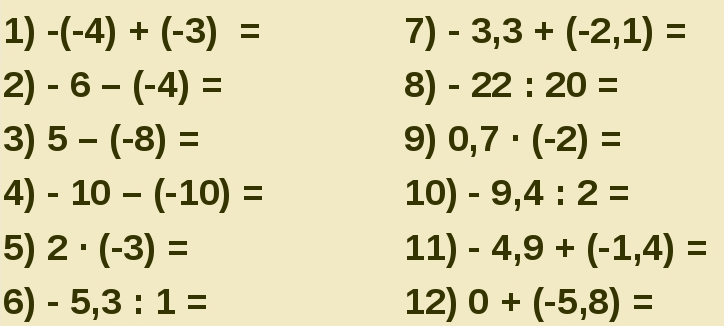 1) -(-4) + (-3) =
2) - 6 – (-4) =
3) 5 – (-8) =
4) - 10 – (-10) =
5) 2 · (-3) =
6) - 5,3 : 1 =
7) - 3,3 + (-2,1) =
8) - 22 : 20 =
9) 0,7 · (-2) =
10) - 9,4 : 2 =
11) - 4,9 + (-1,4) =
12) 0 + (-5,8) =